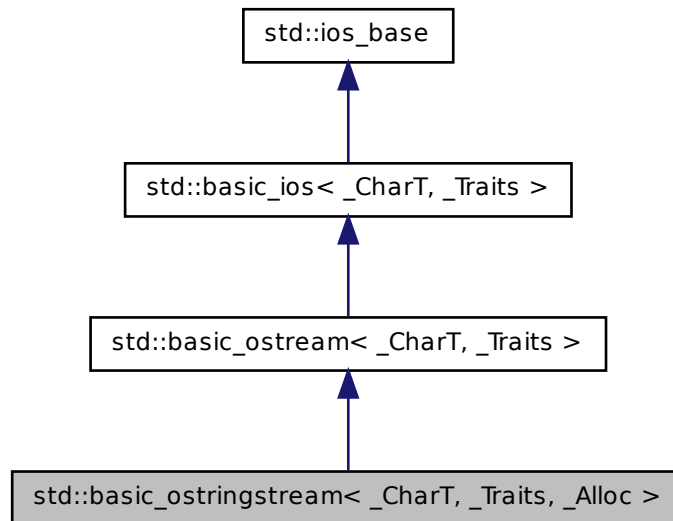 std::ios_base
std::basic_ios< _CharT, _Traits >
std::basic_ostream< _CharT, _Traits >
std::basic_ostringstream< _CharT, _Traits, _Alloc >